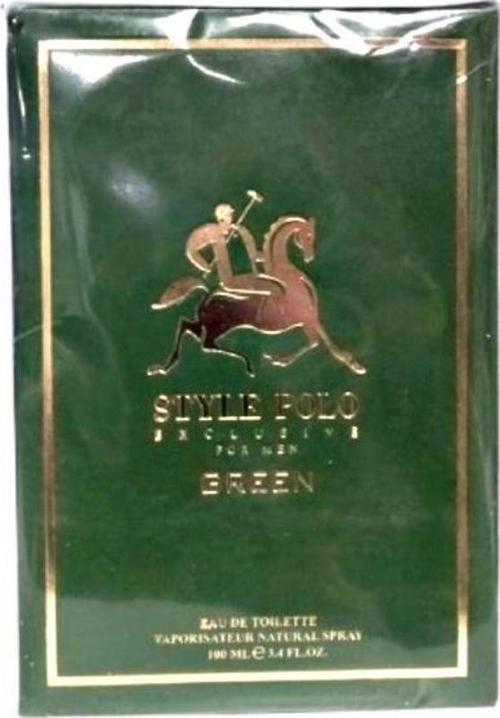 STYLE POLO
EXCLUSIVE
FOR MEN
GREEN
EAU DE TOILETTE
VAPORISATEUR NATURAL SPRAY
100 ML ℮ 3.4 FL.OZ.